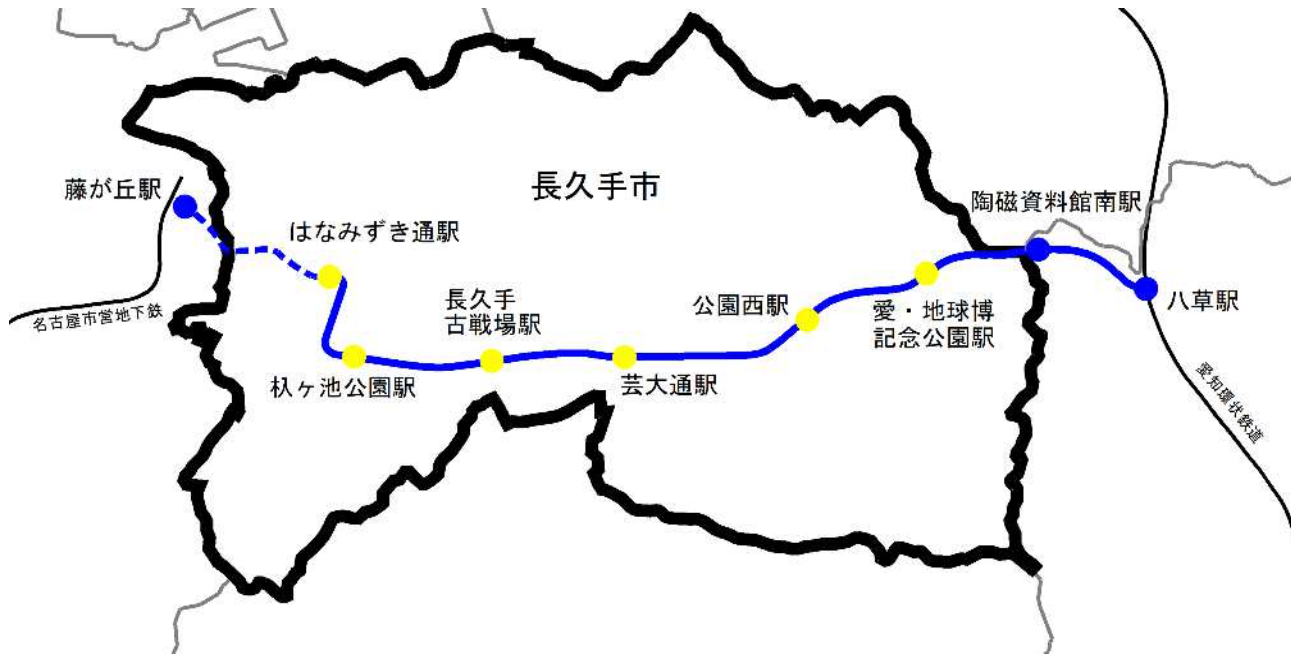 長久手市
藤が丘駅
はなみずき通駅
陶磁資料館南駅
長久手
古戦場駅
公園西駅
愛・地球博
記念公園駅
八草駅
名古屋市営地下鉄
杁ヶ池公園駅
芸大通駅
愛知環状鉄道